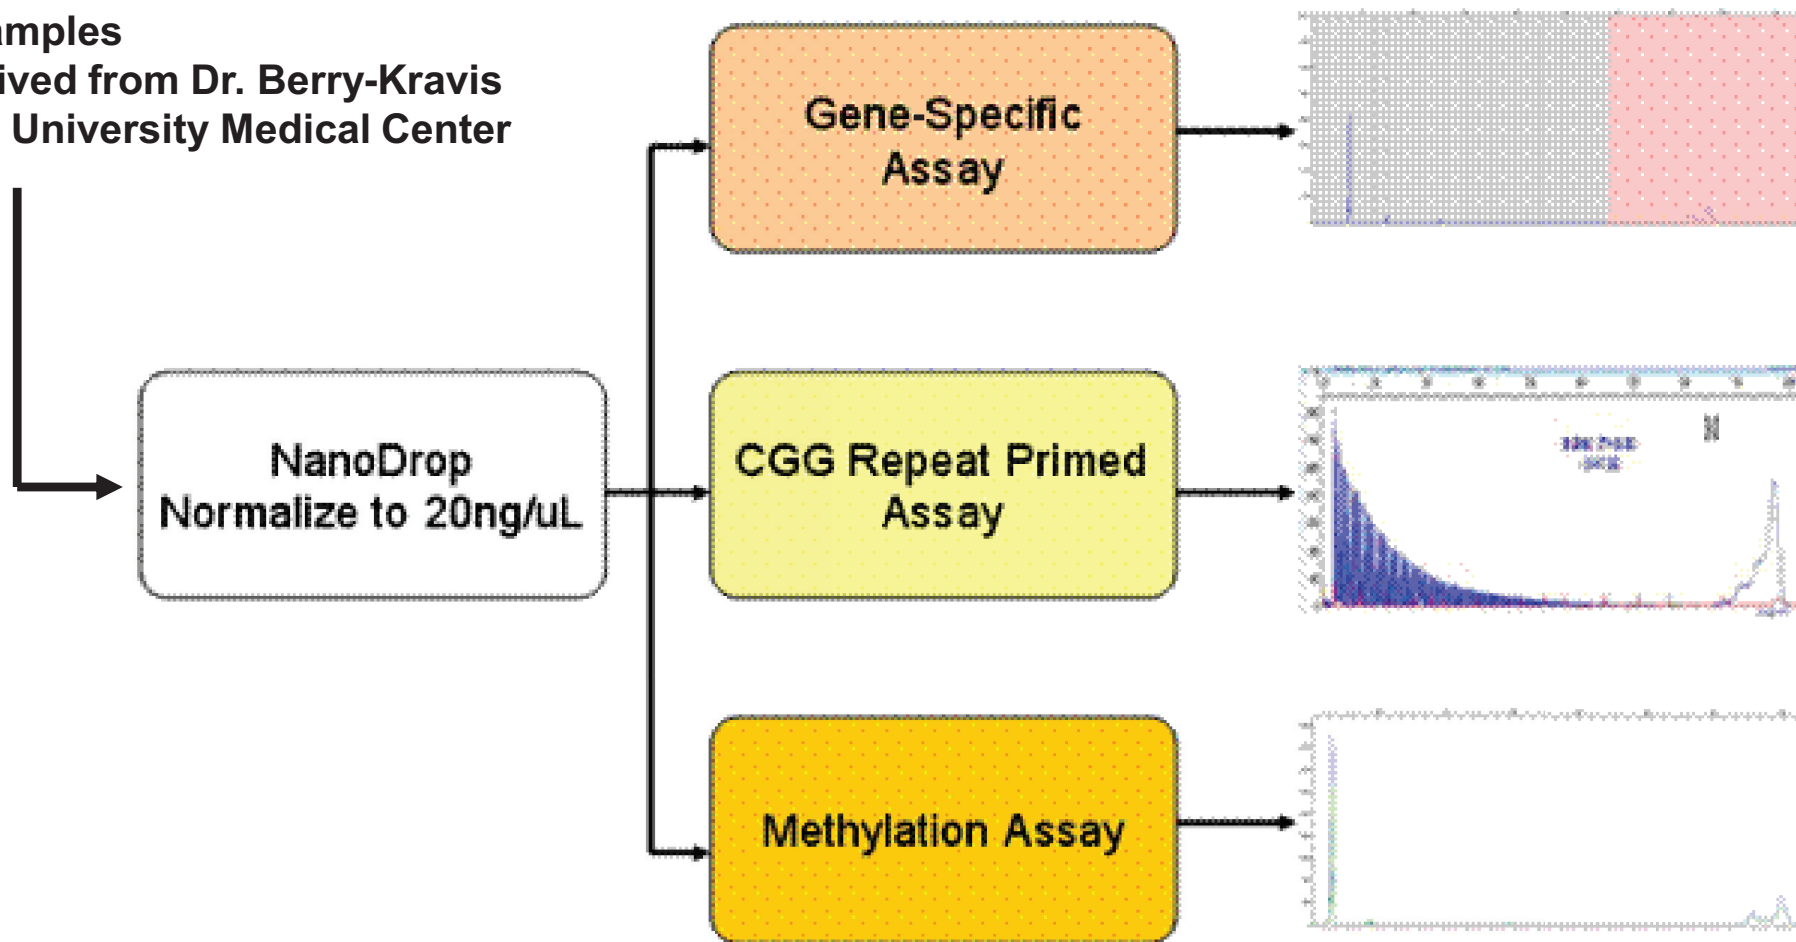 amples
ived from Dr. Berry-Kravis
University Medical Center
Gene-Specific
Assay
NanoDrop
Normalize to 20ng/uL
CGG Repeat Primed
Assay
Methylation Assay